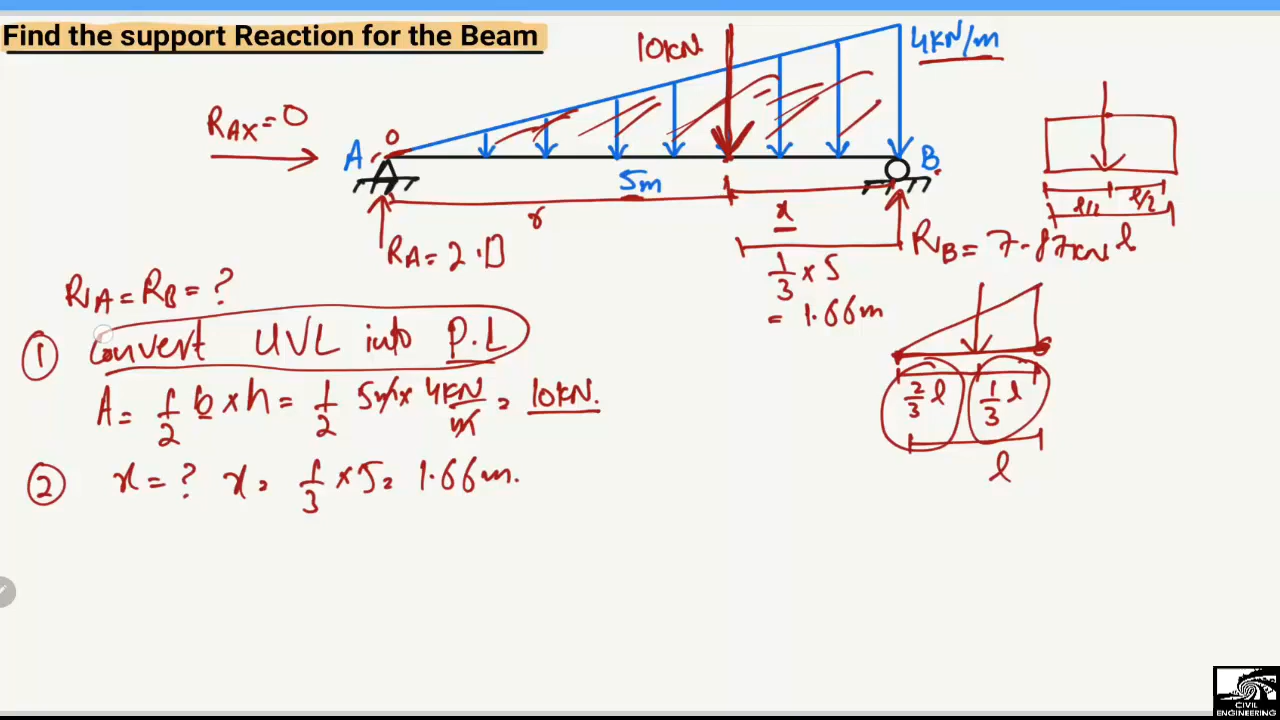 Find the support Reaction for the Beam
10kN
4kN/m
RAX = 0
A
0
B
5m
x
l/2 l/2
l
RA = 2.
RB = 7.87kN
1/3 × 5
= 1.66m
RA = RB = ?
① Convert UVL into P.L
A = 1/2 b × h = 1/2 5m × 4kN/m = 10kN.
2/3 l 1/3 l
l
② x = ? x = 1/3 × 5 = 1.66m.
CIVIL
ENGINEERING